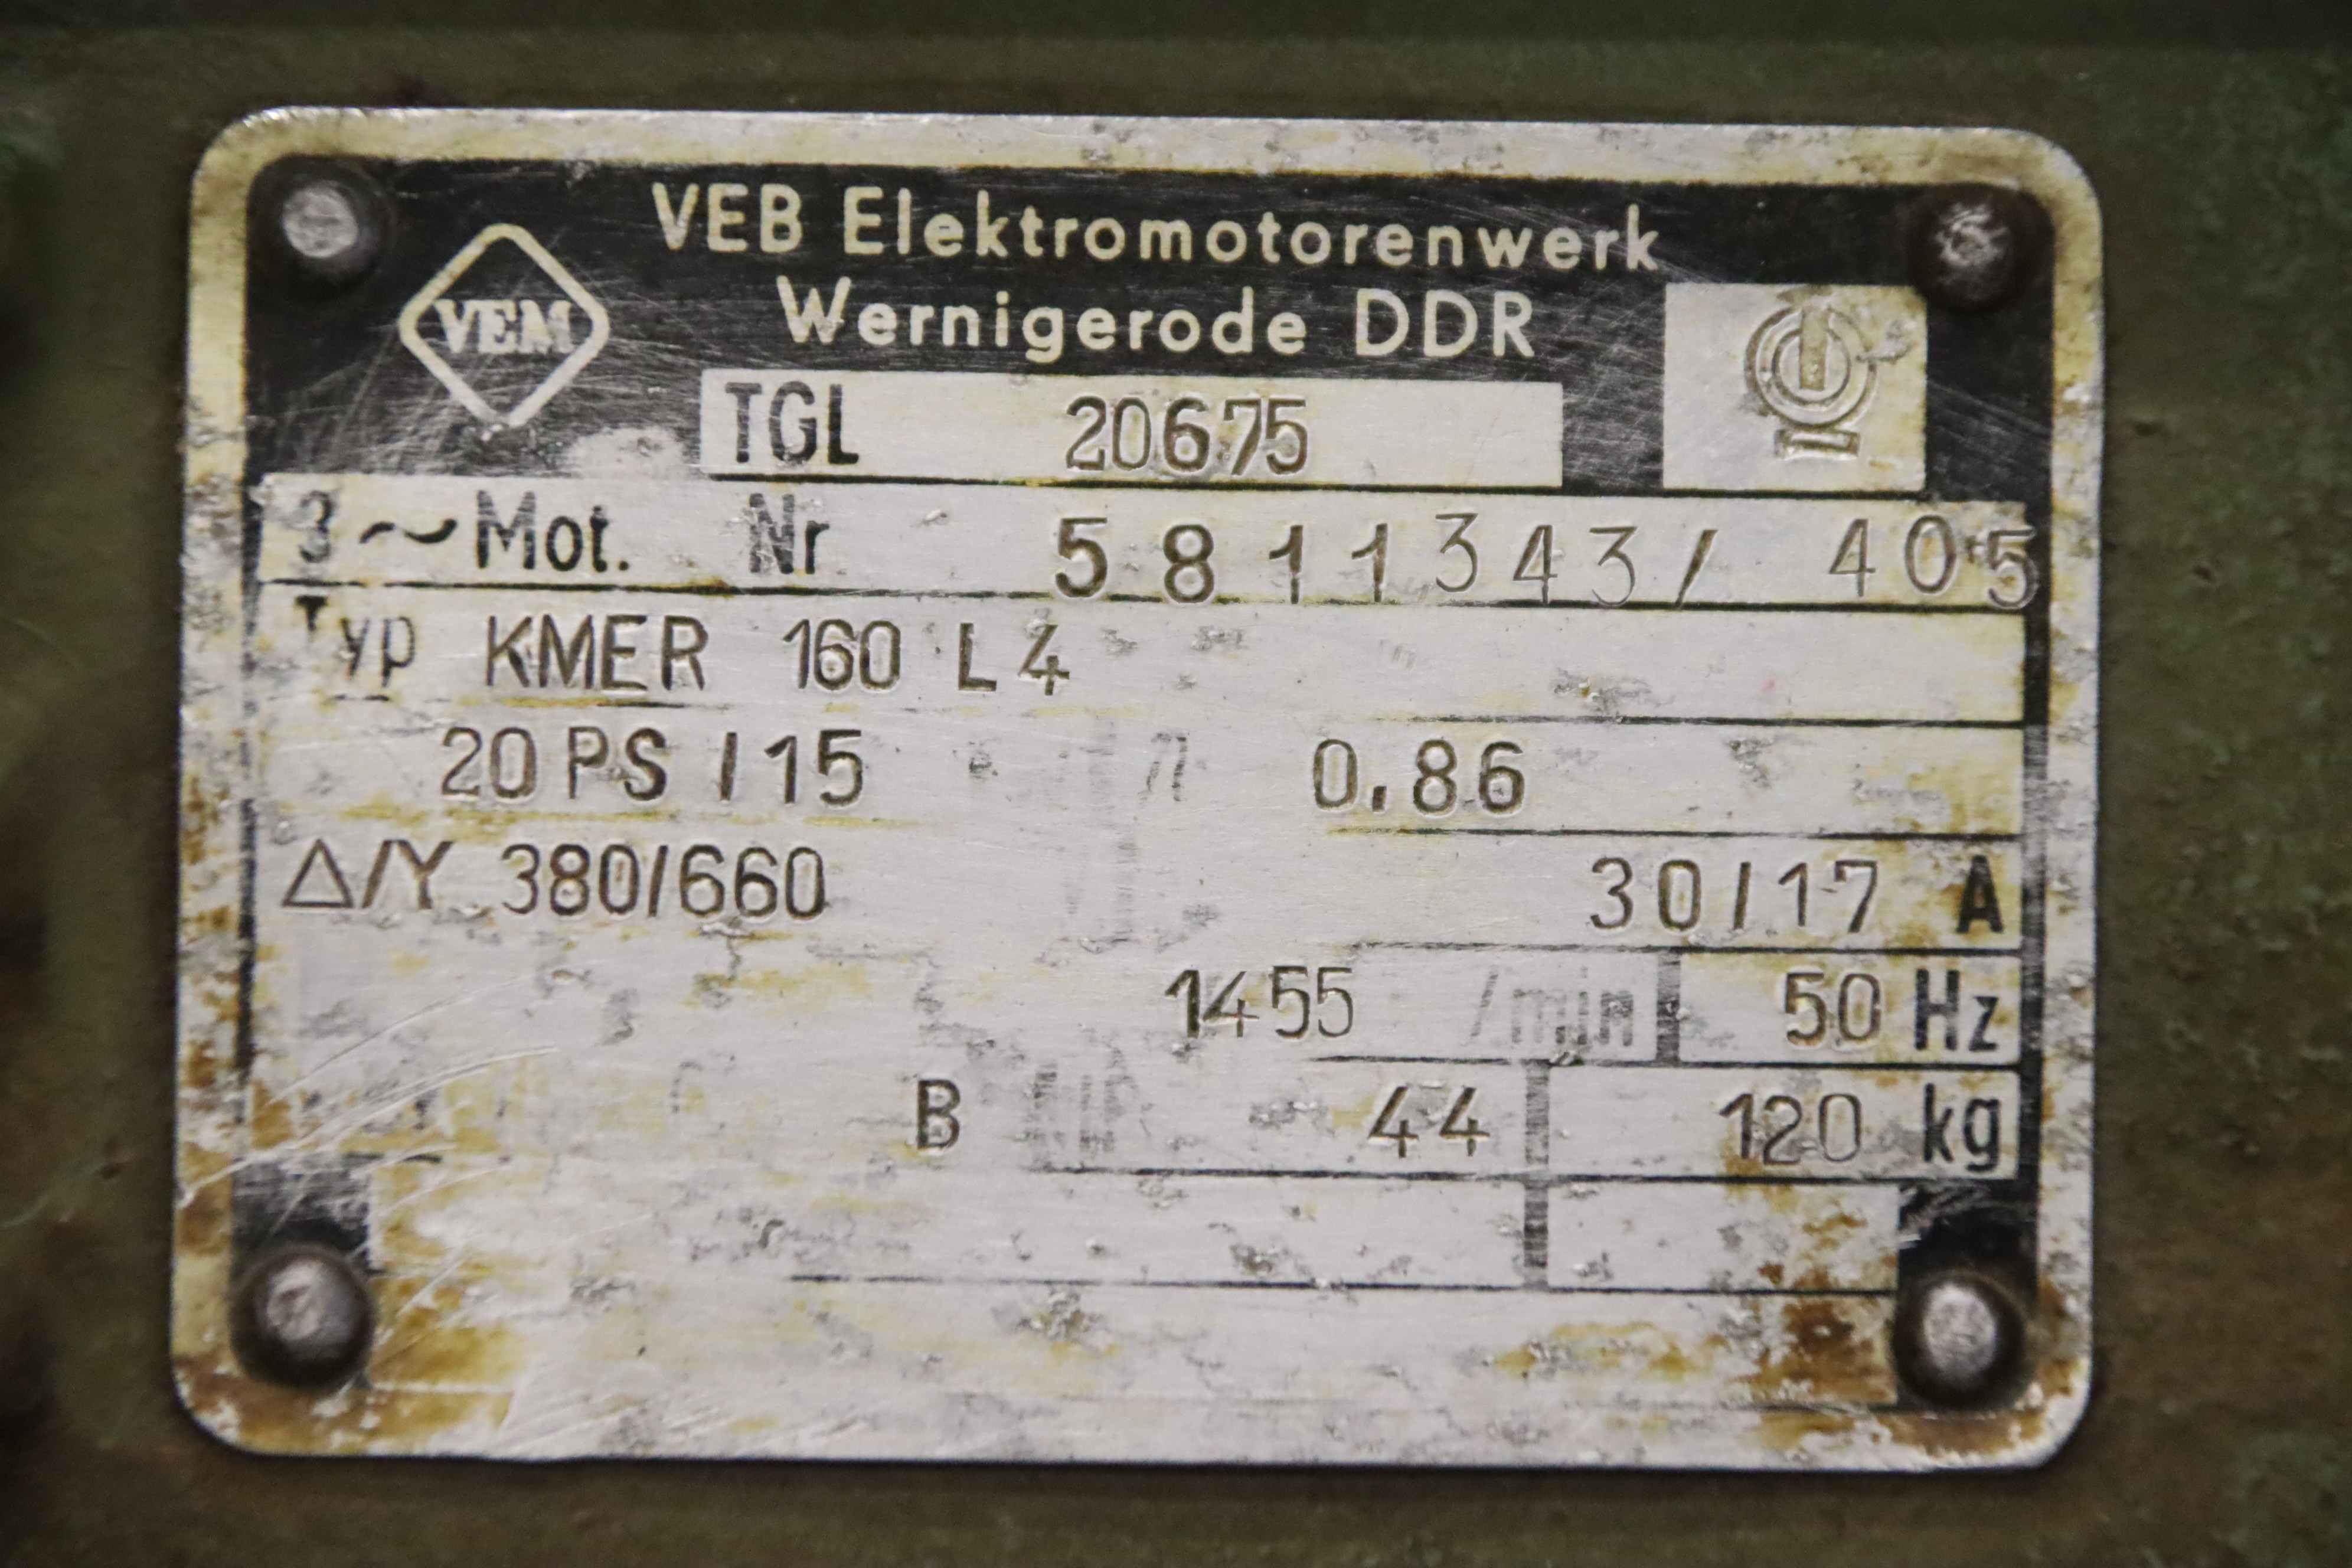 VEB Elektromotorenwerk
VEM
Wernigerode DDR
TGL 20675
3~Mot. Nr 5811343/ 405
Typ KMER 160 L4
20 PS / 15 0.86
Δ/Y 380/660 30/17 A
1455 /min 50 Hz
B 44 120 kg